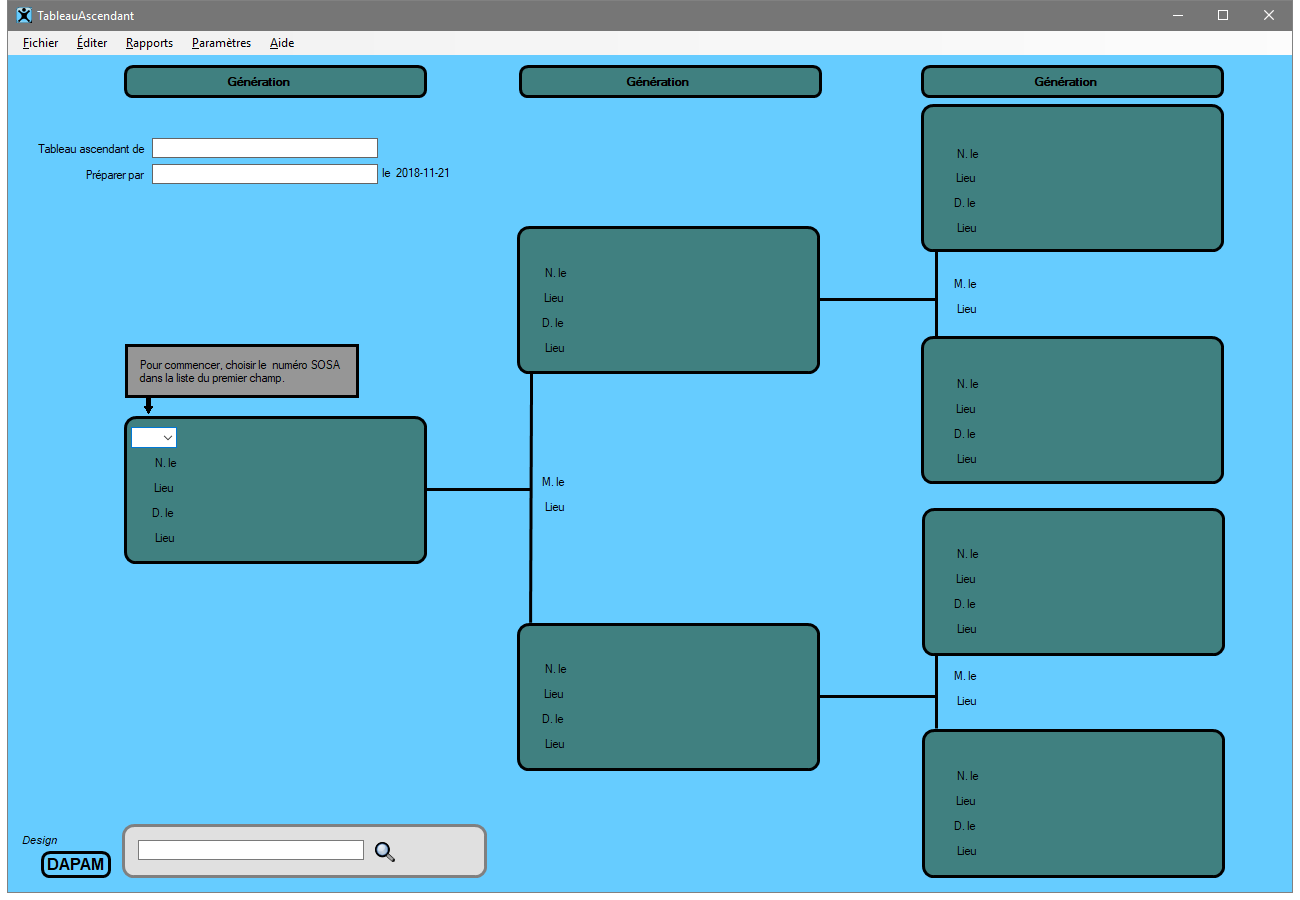 TableauAscendant
Fichier Éditer Rapports Paramètres Aide
Génération Génération Génération
Tableau ascendant de
Préparer par le 2018-11-21
N. le
Lieu
D. le
Lieu
M. le
Lieu
N. le
Lieu
D. le
Lieu
N. le
Lieu
D. le
Lieu
Pour commencer, choisir le numéro SOSA
dans la liste du premier champ.
N. le
Lieu
D. le
Lieu
M. le
Lieu
N. le
Lieu
D. le
Lieu
N. le
Lieu
D. le
Lieu
M. le
Lieu
N. le
Lieu
D. le
Lieu
Design
DAPAM